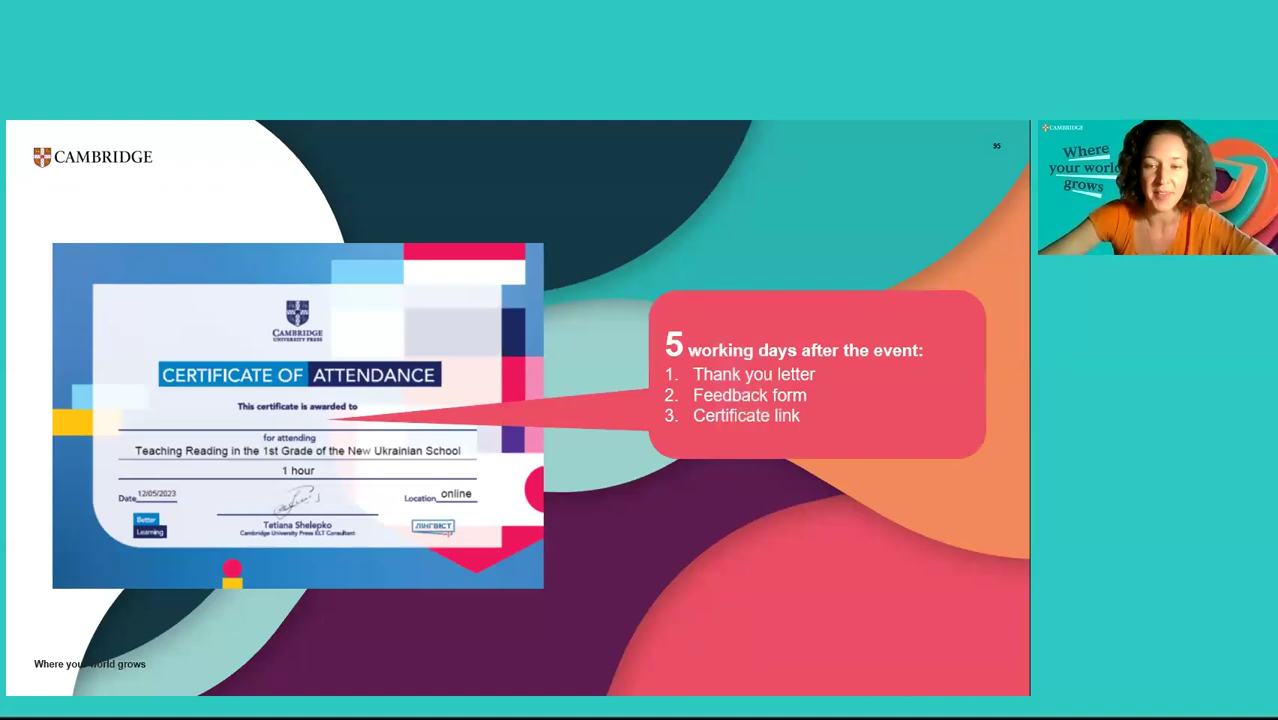 CAMBRIDGE
95
CAMBRIDGE
UNIVERSITY PRESS
CERTIFICATE OF ATTENDANCE
This certificate is awarded to
for attending
Teaching Reading in the 1st Grade of the New Ukrainian School
1 hour
Date 12/05/2023
Location online
Tetiana Shelepko
Cambridge University Press ELT Consultant
Better
Learning
ЛІНГВІСТ
5 working days after the event:
1. Thank you letter
2. Feedback form
3. Certificate link
Where your world grows
CAMBRIDGE
Where
your world
grows